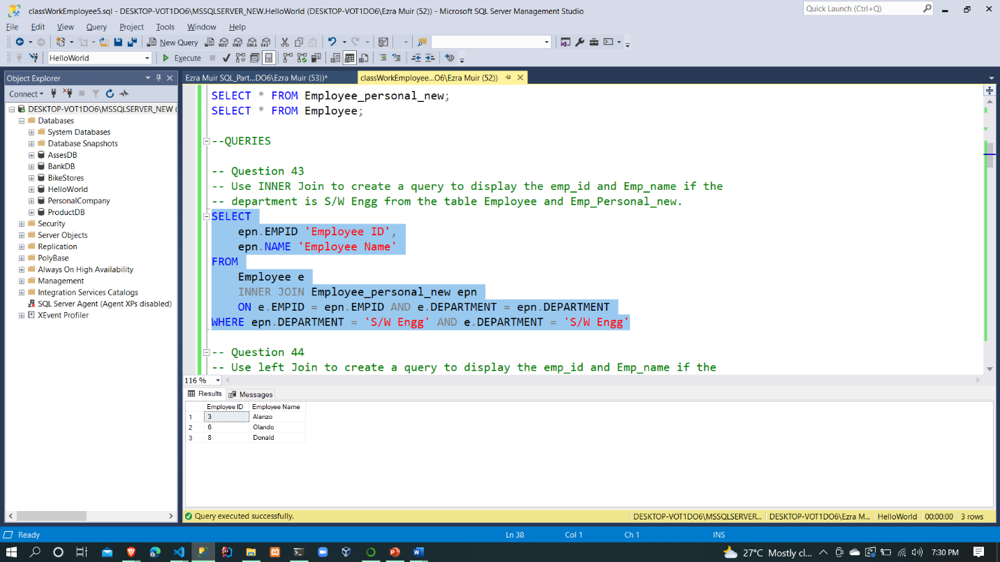 classWorkEmployee5.sql - DESKTOP-VOT1DO6\MSSQLSERVER_NEW.HelloWorld (DESKTOP-VOT1DO6\Ezra Muir (52)) - Microsoft SQL Server Management Studio
Quick Launch (Ctrl+Q)
File Edit View Query Project Tools Window Help
New Query
HelloWorld Execute
Object Explorer
Connect
DESKTOP-VOT1DO6\MSSQLSERVER_NEW (
Databases
System Databases
Database Snapshots
AssesDB
BankDB
BikeStores
HelloWorld
PersonalCompany
ProductDB
Security
Server Objects
Replication
PolyBase
Always On High Availability
Management
Integration Services Catalogs
SQL Server Agent (Agent XPs disabled)
XEvent Profiler
Ezra Muir SQL_Part...DO6\Ezra Muir (53))* classWorkEmployee...O6\Ezra Muir (52))
SELECT * FROM Employee_personal_new;
SELECT * FROM Employee;
--QUERIES
-- Question 43
-- Use INNER Join to create a query to display the emp_id and Emp_name if the
-- department is S/W Engg from the table Employee and Emp_Personal_new.
SELECT
epn.EMPID 'Employee ID',
epn.NAME 'Employee Name'
FROM
Employee e
INNER JOIN Employee_personal_new epn
ON e.EMPID = epn.EMPID AND e.DEPARTMENT = epn.DEPARTMENT
WHERE epn.DEPARTMENT = 'S/W Engg' AND e.DEPARTMENT = 'S/W Engg'
-- Question 44
-- Use left Join to create a query to display the emp_id and Emp_name if the
116 %
Results Messages
Employee ID Employee Name
1 3 Alanzo
2 6 Olando
3 8 Donald
Query executed successfully. DESKTOP-VOT1DO6\MSSQLSERVER... DESKTOP-VOT1DO6\Ezra M... HelloWorld 00:00:00 3 rows
Ready Ln 38 Col 1 Ch 1 INS
27°C Mostly cl... 7:30 PM